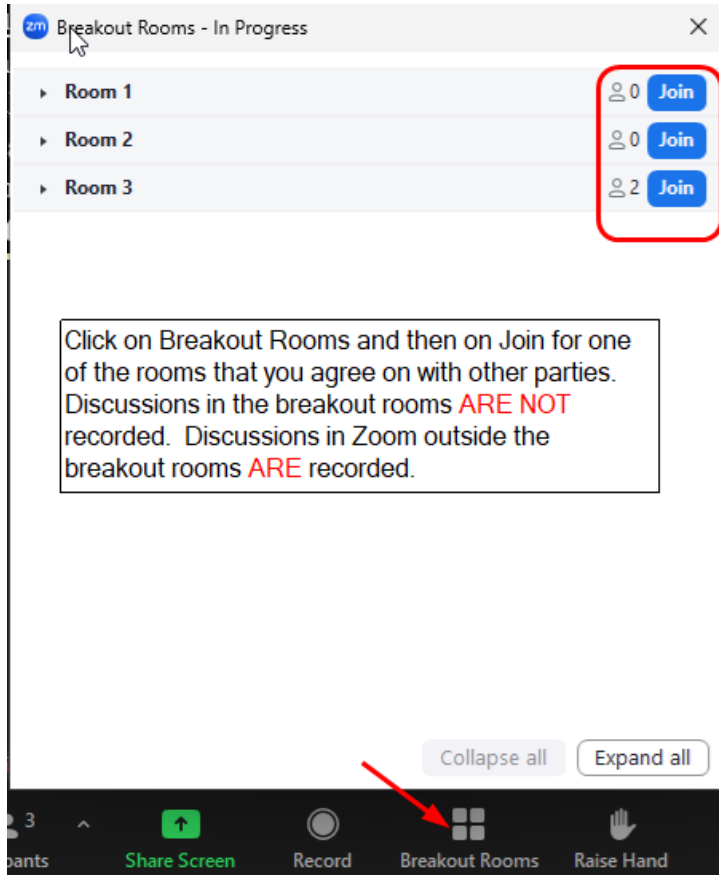 zm Breakout Rooms - In Progress
Room 1 0 Join
Room 2 0 Join
Room 3 2 Join
Click on Breakout Rooms and then on Join for one
of the rooms that you agree on with other parties.
Discussions in the breakout rooms ARE NOT
recorded. Discussions in Zoom outside the
breakout rooms ARE recorded.
Collapse all Expand all
3
pants Share Screen Record Breakout Rooms Raise Hand